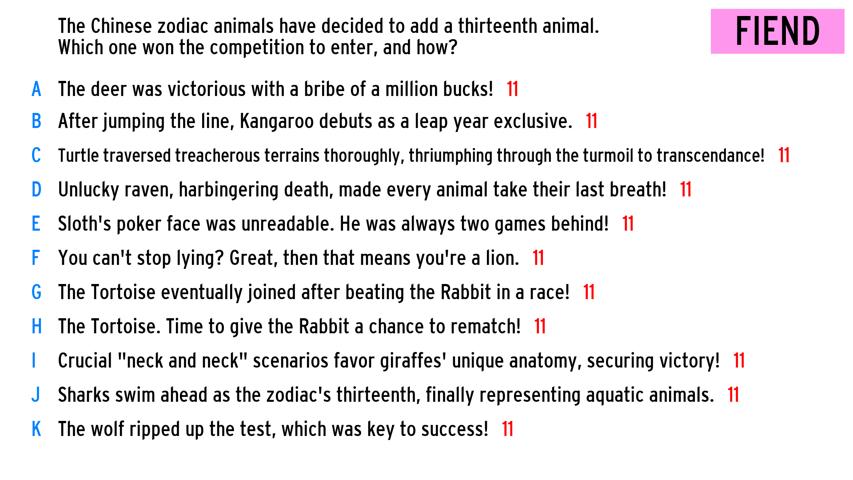 The Chinese zodiac animals have decided to add a thirteenth animal.
Which one won the competition to enter, and how?
FIEND
A The deer was victorious with a bribe of a million bucks! 11
B After jumping the line, Kangaroo debuts as a leap year exclusive. 11
C Turtle traversed treacherous terrains thoroughly, thriumphing through the turmoil to transcendance! 11
D Unlucky raven, harbingering death, made every animal take their last breath! 11
E Sloth's poker face was unreadable. He was always two games behind! 11
F You can't stop lying? Great, then that means you're a lion. 11
G The Tortoise eventually joined after beating the Rabbit in a race! 11
H The Tortoise. Time to give the Rabbit a chance to rematch! 11
I Crucial "neck and neck" scenarios favor giraffes' unique anatomy, securing victory! 11
J Sharks swim ahead as the zodiac's thirteenth, finally representing aquatic animals. 11
K The wolf ripped up the test, which was key to success! 11